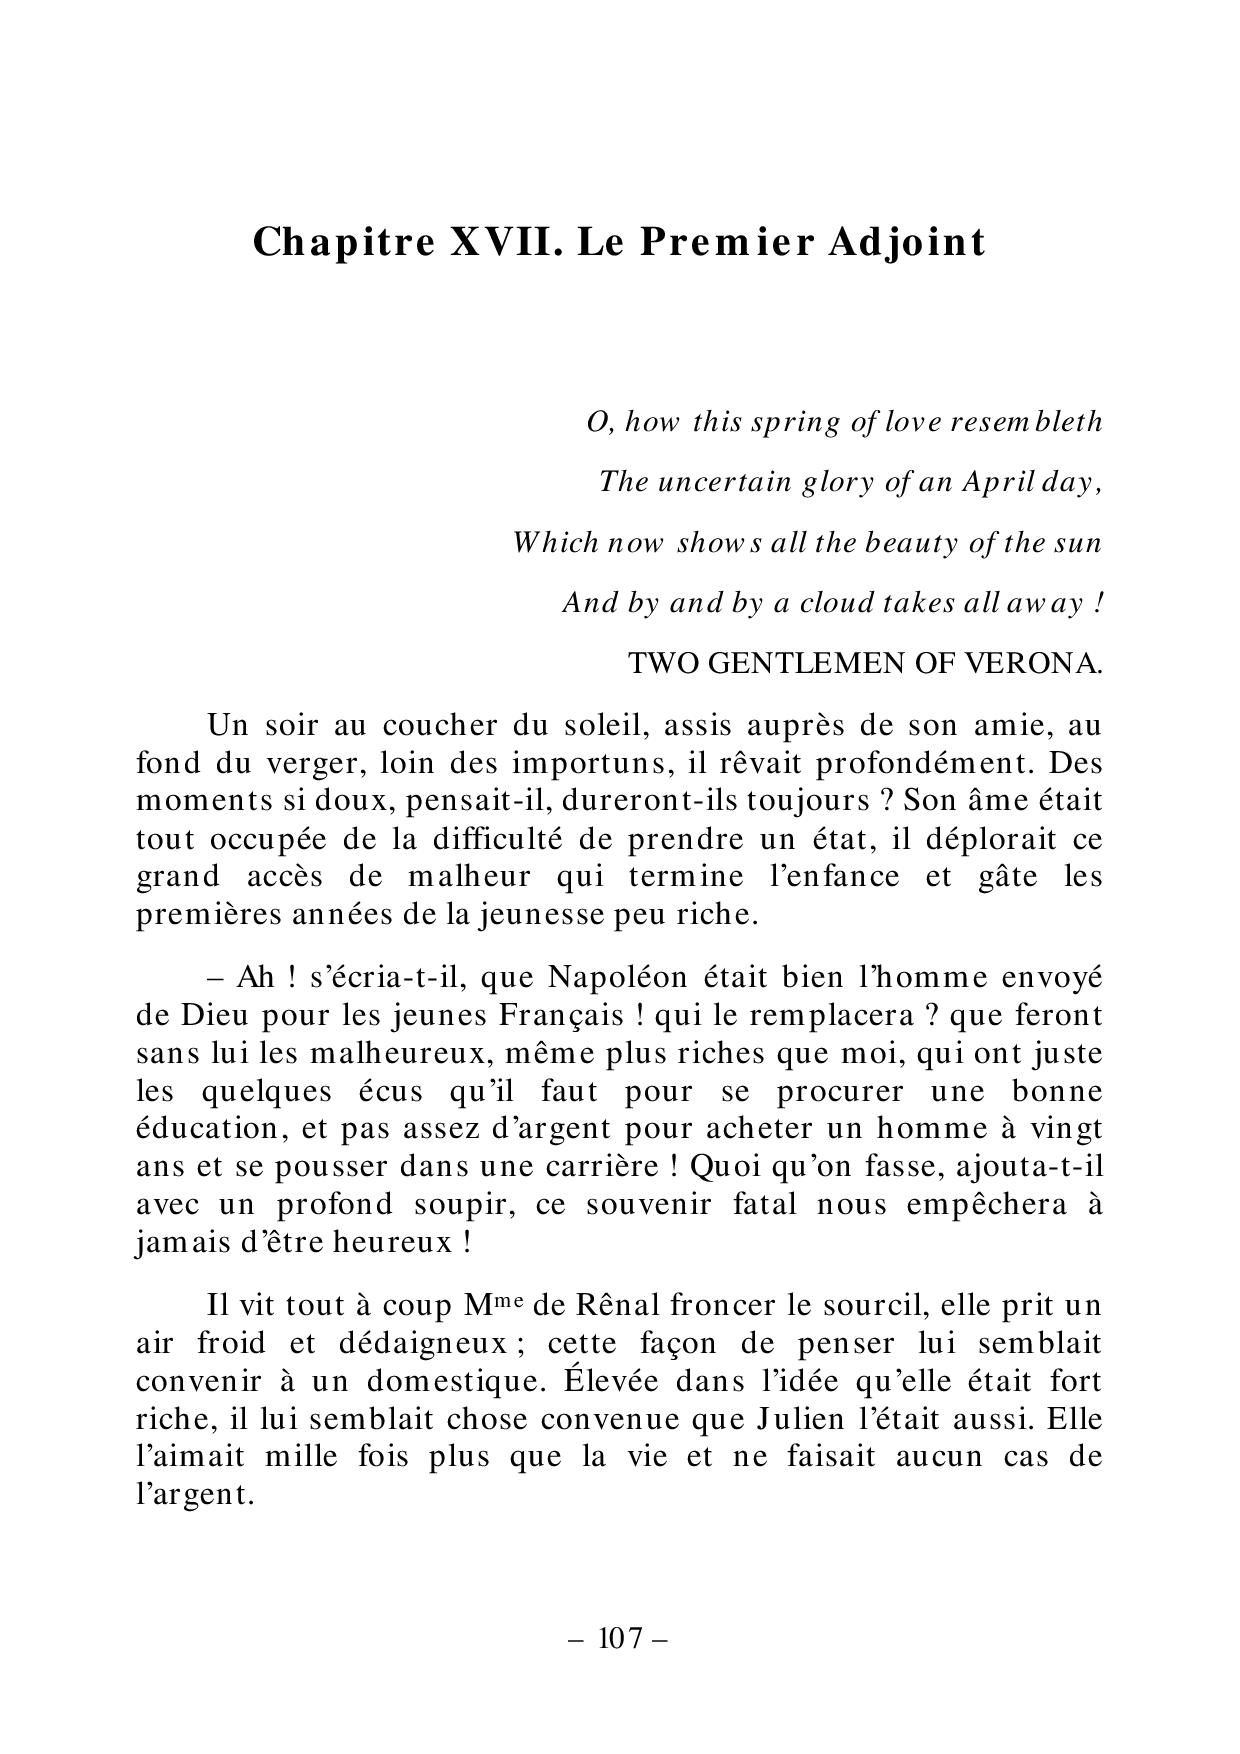 Chapitre XVII. Le Premier Adjoint
O, how this spring of love resembleth
The uncertain glory of an April day,
Which now shows all the beauty of the sun
And by and by a cloud takes all away !
TWO GENTLEMEN OF VERONA.
Un soir au coucher du soleil, assis auprès de son amie, au
fond du verger, loin des importuns, il rêvait profondément. Des
moments si doux, pensait-il, dureront-ils toujours ? Son âme était
tout occupée de la difficulté de prendre un état, il déplorait ce
grand accès de malheur qui termine l’enfance et gâte les
premières années de la jeunesse peu riche.
– Ah ! s’écria-t-il, que Napoléon était bien l’homme envoyé
de Dieu pour les jeunes Français ! qui le remplacera ? que feront
sans lui les malheureux, même plus riches que moi, qui ont juste
les quelques écus qu’il faut pour se procurer une bonne
éducation, et pas assez d’argent pour acheter un homme à vingt
ans et se pousser dans une carrière ! Quoi qu’on fasse, ajouta-t-il
avec un profond soupir, ce souvenir fatal nous empêchera à
jamais d’être heureux !
Il vit tout à coup Mme de Rênal froncer le sourcil, elle prit un
air froid et dédaigneux ; cette façon de penser lui semblait
convenir à un domestique. Élevée dans l’idée qu’elle était fort
riche, il lui semblait chose convenue que Julien l’était aussi. Elle
l’aimait mille fois plus que la vie et ne faisait aucun cas de
l’argent.
– 107 –